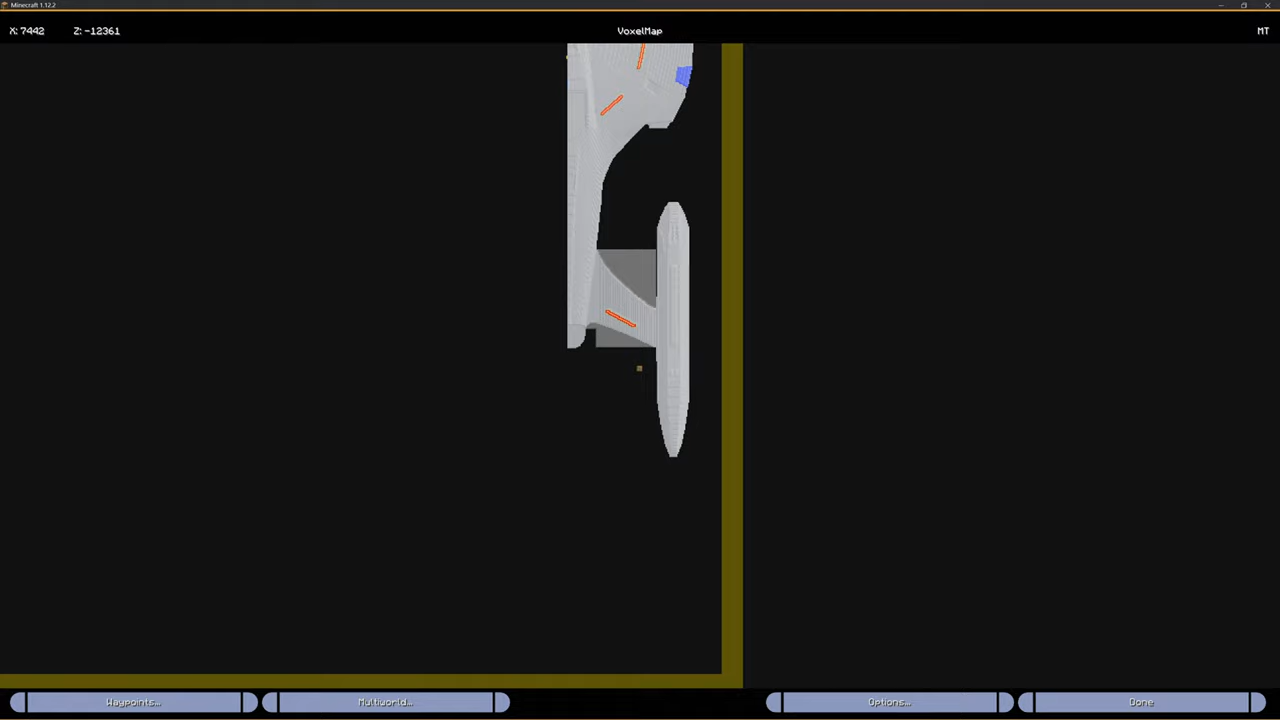 Minecraft 1.12.2
X: 7442 Z: -12361
VoxelMap
MT
Waypoints...
Multiworld...
Options...
Done